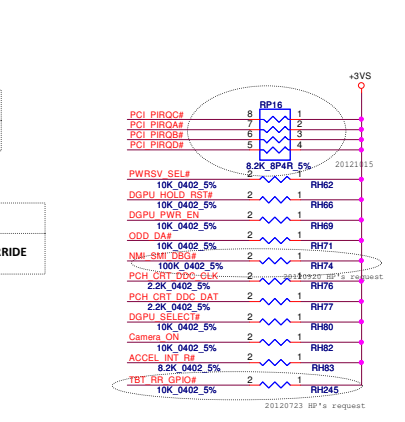 +3VS
RP16
PCI_PIRQC# 8 1
PCI_PIRQA# 7 2
PCI_PIRQB# 6 3
PCI_PIRQD# 5 4
8.2K_8P4R_5% 20121015
PWRSV_SEL# 2 1
10K_0402_5% RH62
DGPU_HOLD_RST# 2 1
10K_0402_5% RH66
DGPU_PWR_EN 2 1
10K_0402_5% RH69
ODD_DA# 2 1
10K_0402_5% RH71
RRIDE
NMI_SMI_DBG# 2 1
100K_0402_5% RH74
20120920 HP's request
PCH_CRT_DDC_CLK 2 1
2.2K_0402_5% RH76
PCH_CRT_DDC_DAT 2 1
2.2K_0402_5% RH77
DGPU_SELECT# 2 1
10K_0402_5% RH80
Camera_ON 2 1
10K_0402_5% RH82
ACCEL_INT_R# 2 1
8.2K_0402_5% RH83
TBT_RR_GPIO# 2 1
10K_0402_5% RH245
20120723 HP's request